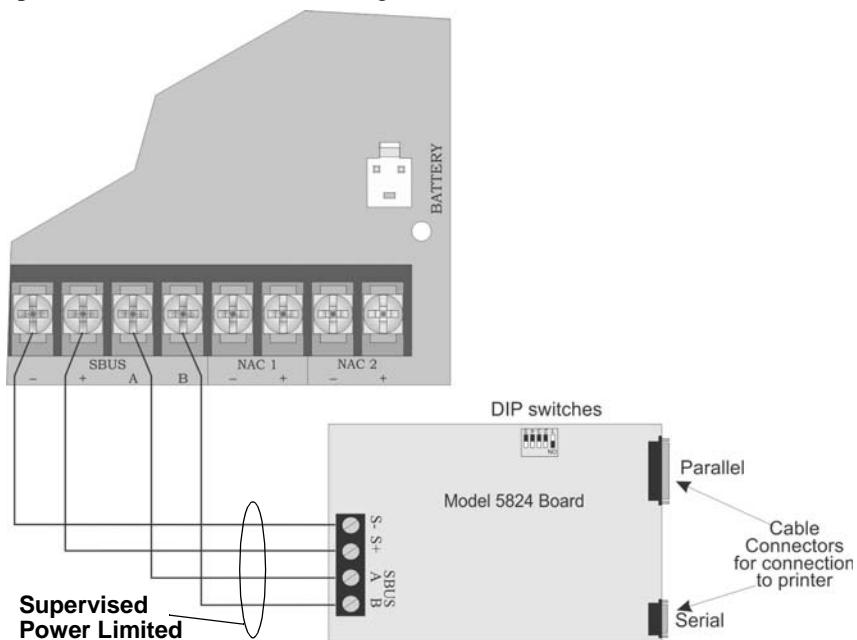 BATTERY
SBUS NAC 1 NAC 2
– + A B – + – +
DIP switches
Parallel
Model 5824 Board
Cable
Connectors
for connection
to printer
S-
S+
A
B
SBUS
Serial
Supervised
Power Limited